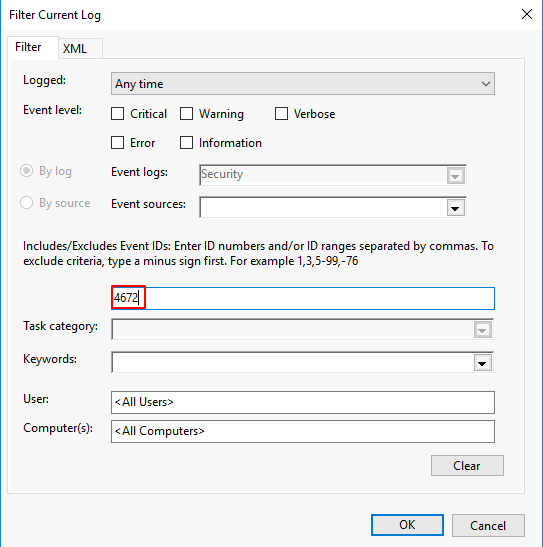 Filter Current Log
Filter XML
Logged: Any time
Event level: Critical Warning Verbose
Error Information
By log Event logs: Security
By source Event sources:
Includes/Excludes Event IDs: Enter ID numbers and/or ID ranges separated by commas. To
exclude criteria, type a minus sign first. For example 1,3,5-99,-76
4672
Task category:
Keywords:
User: <All Users>
Computer(s): <All Computers>
Clear
OK Cancel